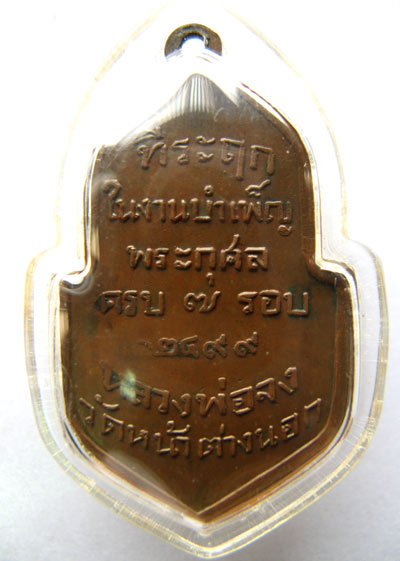 ที่ระฤก
ในงานบำเพ็ญ
พระกุศล
ครบ ๗ รอบ
๒๔๙๙
หลวงพ่อจง
วัดหน้าต่างนอก